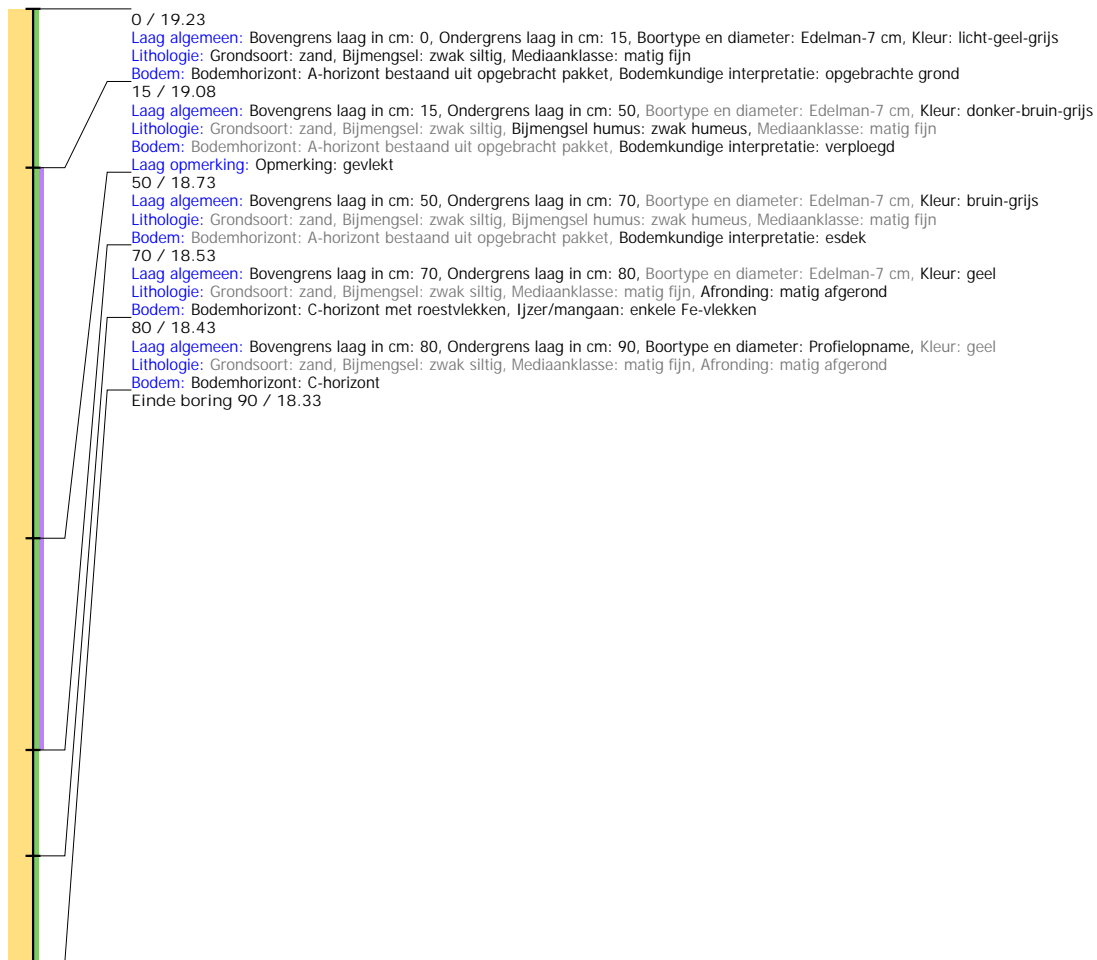 0 / 19.23
Laag algemeen: Bovengrens laag in cm: 0, Ondergrens laag in cm: 15, Boortype en diameter: Edelman-7 cm, Kleur: licht-geel-grijs
Lithologie: Grondsoort: zand, Bijmengsel: zwak siltig, Mediaanklasse: matig fijn
Bodem: Bodemhorizont: A-horizont bestaand uit opgebracht pakket, Bodemkundige interpretatie: opgebrachte grond
15 / 19.08
Laag algemeen: Bovengrens laag in cm: 15, Ondergrens laag in cm: 50, Boortype en diameter: Edelman-7 cm, Kleur: donker-bruin-grijs
Lithologie: Grondsoort: zand, Bijmengsel: zwak siltig, Bijmengsel humus: zwak humeus, Mediaanklasse: matig fijn
Bodem: Bodemhorizont: A-horizont bestaand uit opgebracht pakket, Bodemkundige interpretatie: verploegd
Laag opmerking: Opmerking: gevlekt
50 / 18.73
Laag algemeen: Bovengrens laag in cm: 50, Ondergrens laag in cm: 70, Boortype en diameter: Edelman-7 cm, Kleur: bruin-grijs
Lithologie: Grondsoort: zand, Bijmengsel: zwak siltig, Bijmengsel humus: zwak humeus, Mediaanklasse: matig fijn
Bodem: Bodemhorizont: A-horizont bestaand uit opgebracht pakket, Bodemkundige interpretatie: esdek
70 / 18.53
Laag algemeen: Bovengrens laag in cm: 70, Ondergrens laag in cm: 80, Boortype en diameter: Edelman-7 cm, Kleur: geel
Lithologie: Grondsoort: zand, Bijmengsel: zwak siltig, Mediaanklasse: matig fijn, Afronding: matig afgerond
Bodem: Bodemhorizont: C-horizont met roestvlekken, Ijzer/mangaan: enkele Fe-vlekken
80 / 18.43
Laag algemeen: Bovengrens laag in cm: 80, Ondergrens laag in cm: 90, Boortype en diameter: Profielopname, Kleur: geel
Lithologie: Grondsoort: zand, Bijmengsel: zwak siltig, Mediaanklasse: matig fijn, Afronding: matig afgerond
Bodem: Bodemhorizont: C-horizont
Einde boring 90 / 18.33